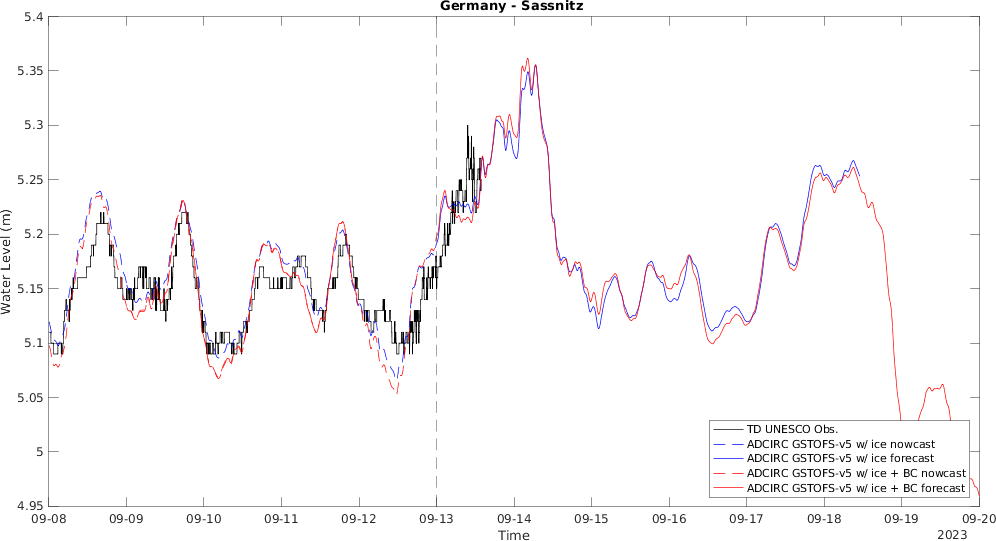 Germany - Sassnitz
Water Level (m)
5.4
5.35
5.3
5.25
5.2
5.15
5.1
5.05
5
4.95
09-08 09-09 09-10 09-11 09-12 09-13 09-14 09-15 09-16 09-17 09-18 09-19 09-20
Time
2023
TD UNESCO Obs.
ADCIRC GSTOFS-v5 w/ ice nowcast
ADCIRC GSTOFS-v5 w/ ice forecast
ADCIRC GSTOFS-v5 w/ ice + BC nowcast
ADCIRC GSTOFS-v5 w/ ice + BC forecast